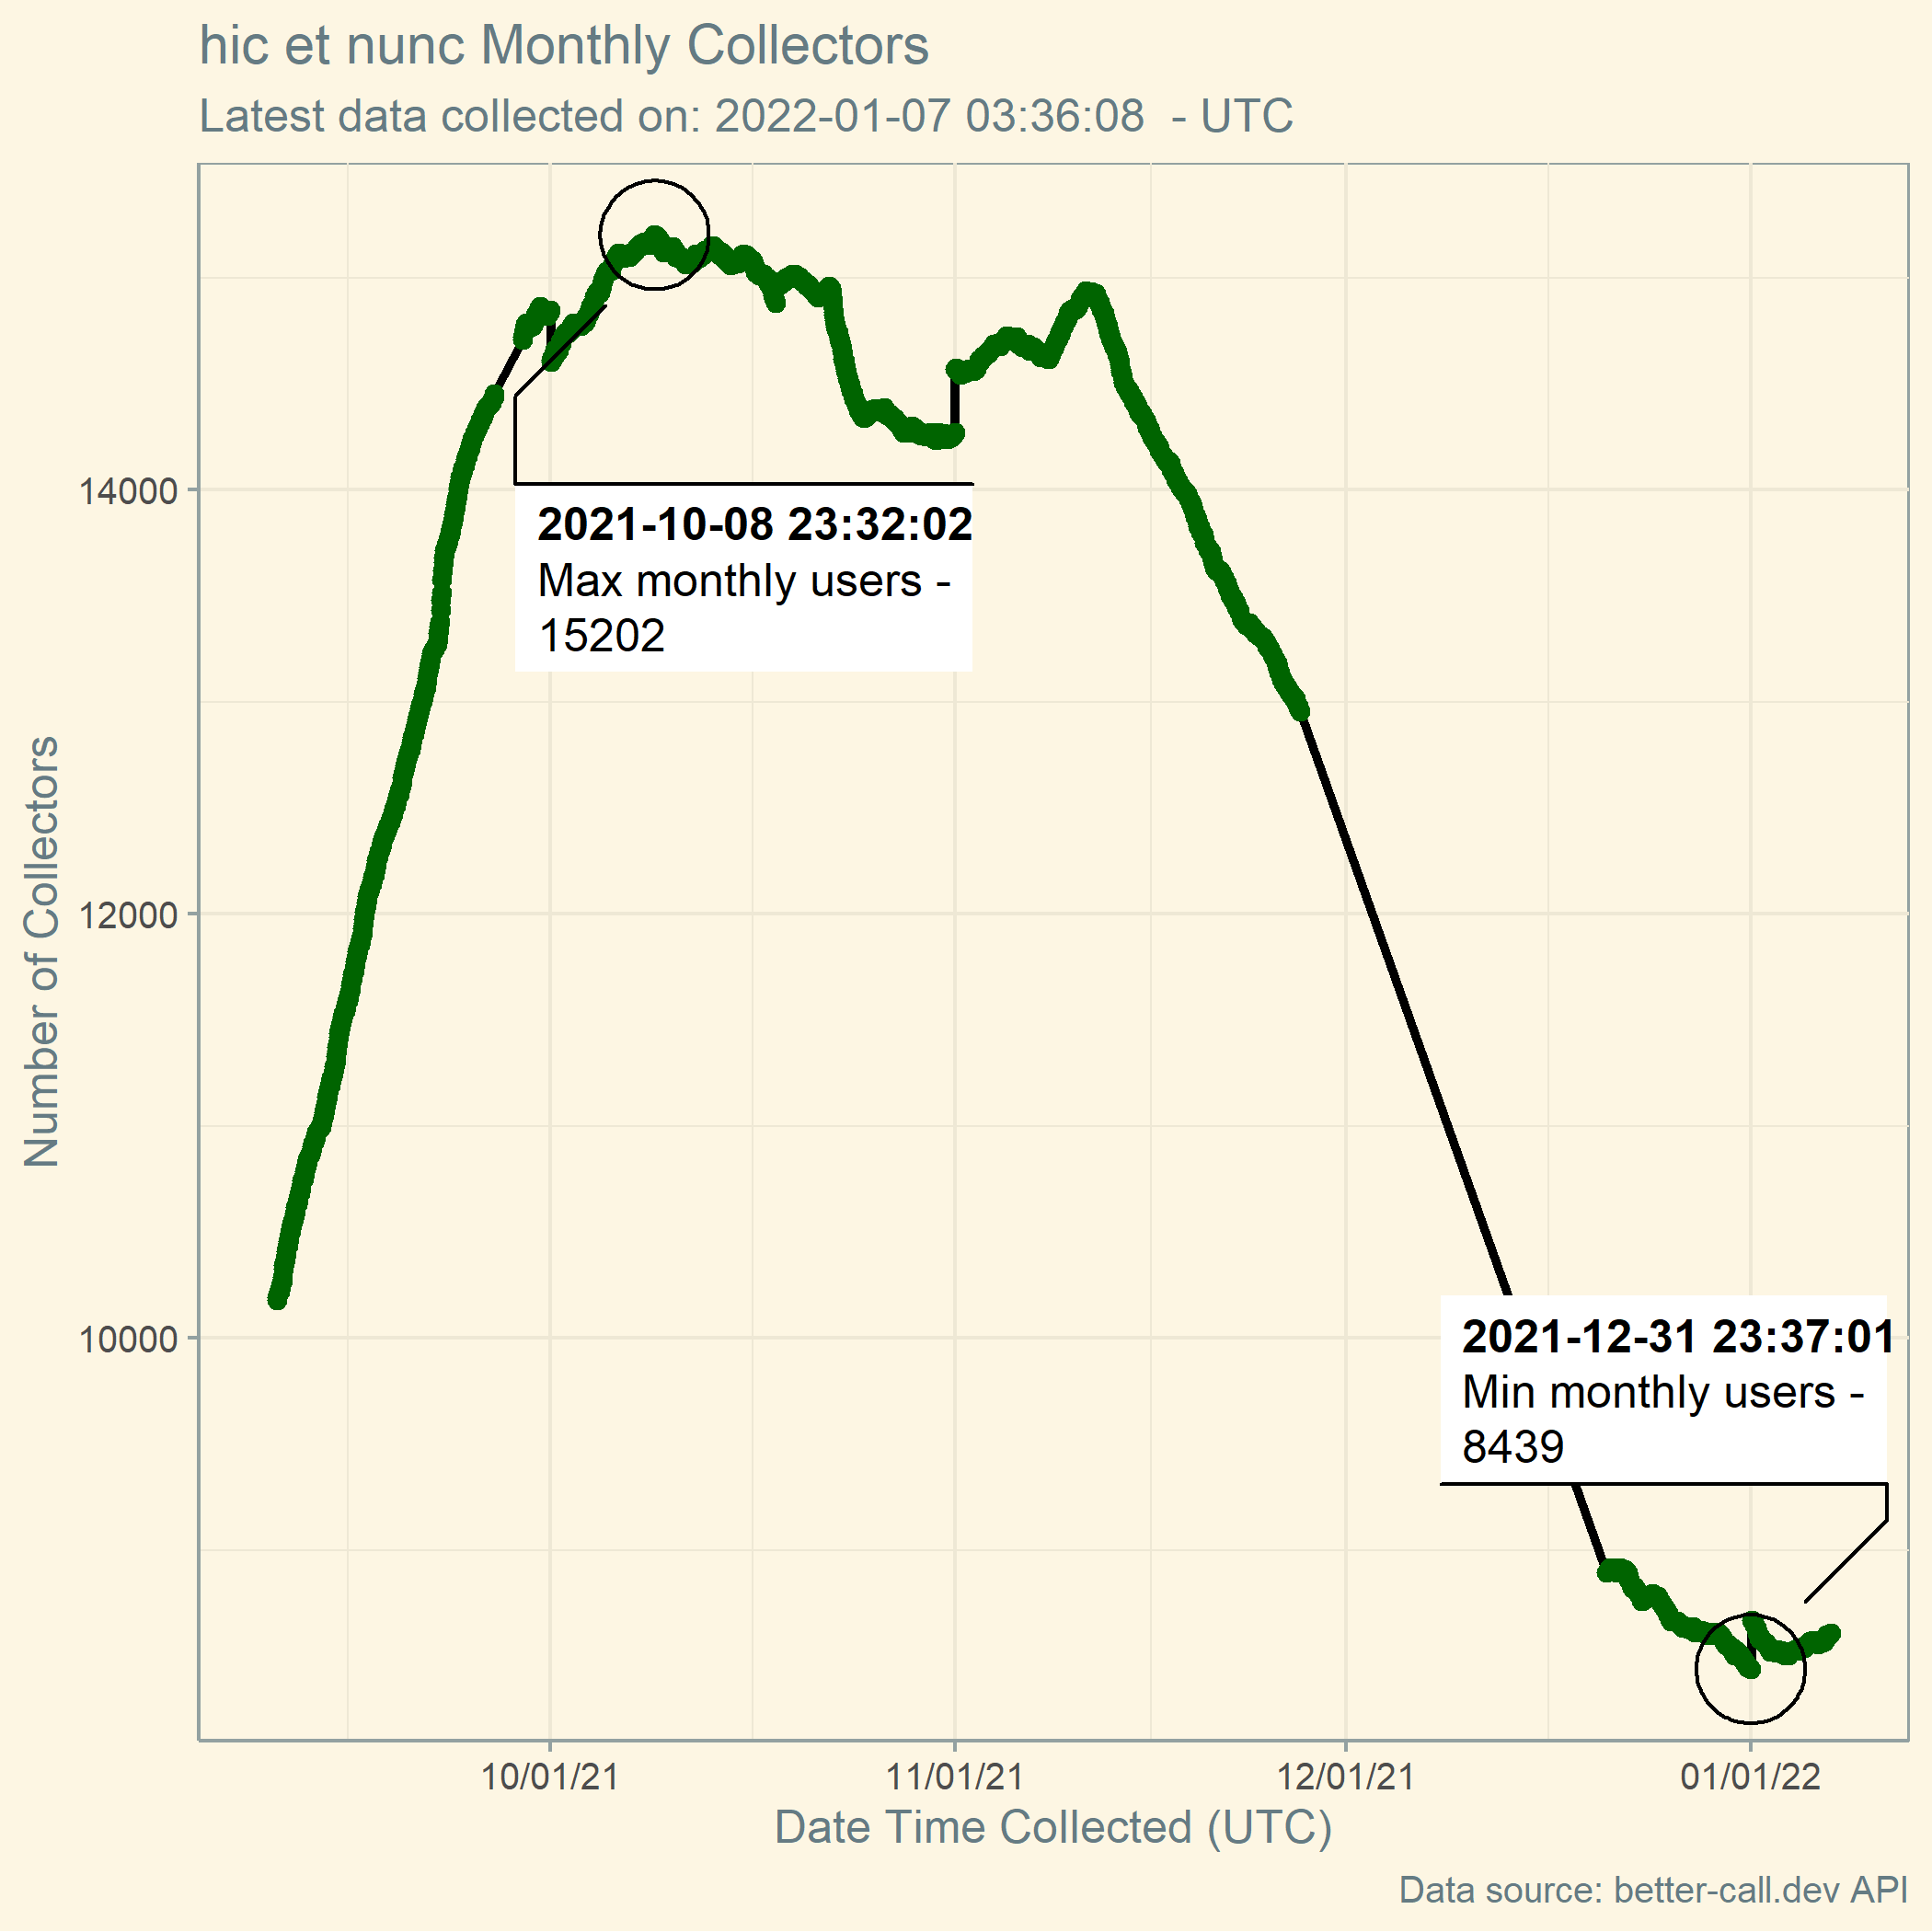 hic et nunc Monthly Collectors
Latest data collected on: 2022-01-07 03:36:08  - UTC
Number of Collectors
14000
12000
10000
2021-10-08 23:32:02
Max monthly users -
15202
2021-12-31 23:37:01
Min monthly users -
8439
10/01/21
11/01/21
12/01/21
01/01/22
Date Time Collected (UTC)
Data source: better-call.dev API